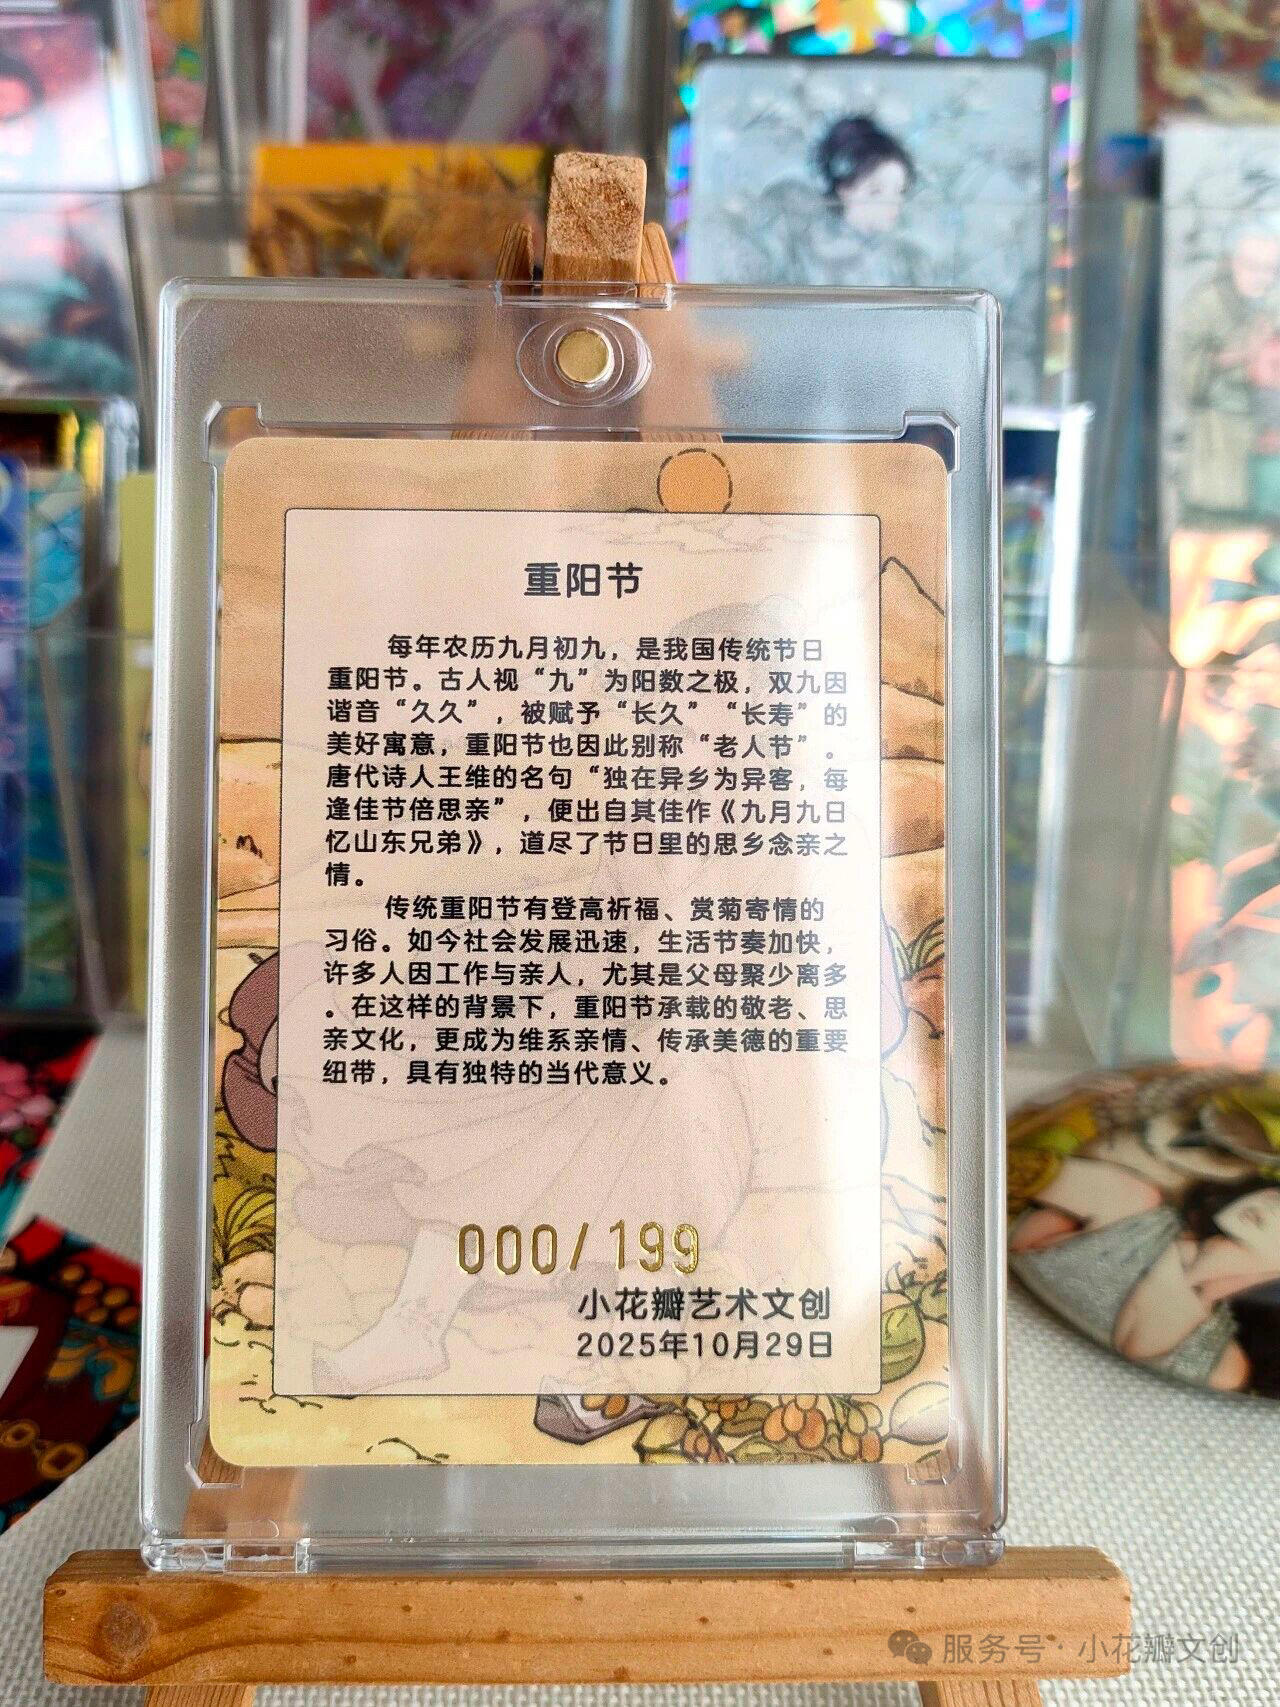 重阳节
每年农历九月初九，是我国传统节日
重阳节。古人视“九”为阳数之极，双九因
谐音“久久”，被赋予“长久”“长寿”的
美好寓意，重阳节也因此别称“老人节”。
唐代诗人王维的名句“独在异乡为异客，每
逢佳节倍思亲”，便出自其佳作《九月九日
忆山东兄弟》，道尽了节日里的思乡念亲之
情。
传统重阳节有登高祈福、赏菊寄情的
习俗。如今社会发展迅速，生活节奏加快，
许多人因工作与亲人，尤其是父母聚少离多
。在这样的背景下，重阳节承载的敬老、思
亲文化，更成为维系亲情、传承美德的重要
纽带，具有独特的当代意义。
000/199
小花瓣艺术文创
2025年10月29日
服务号·小花瓣文创